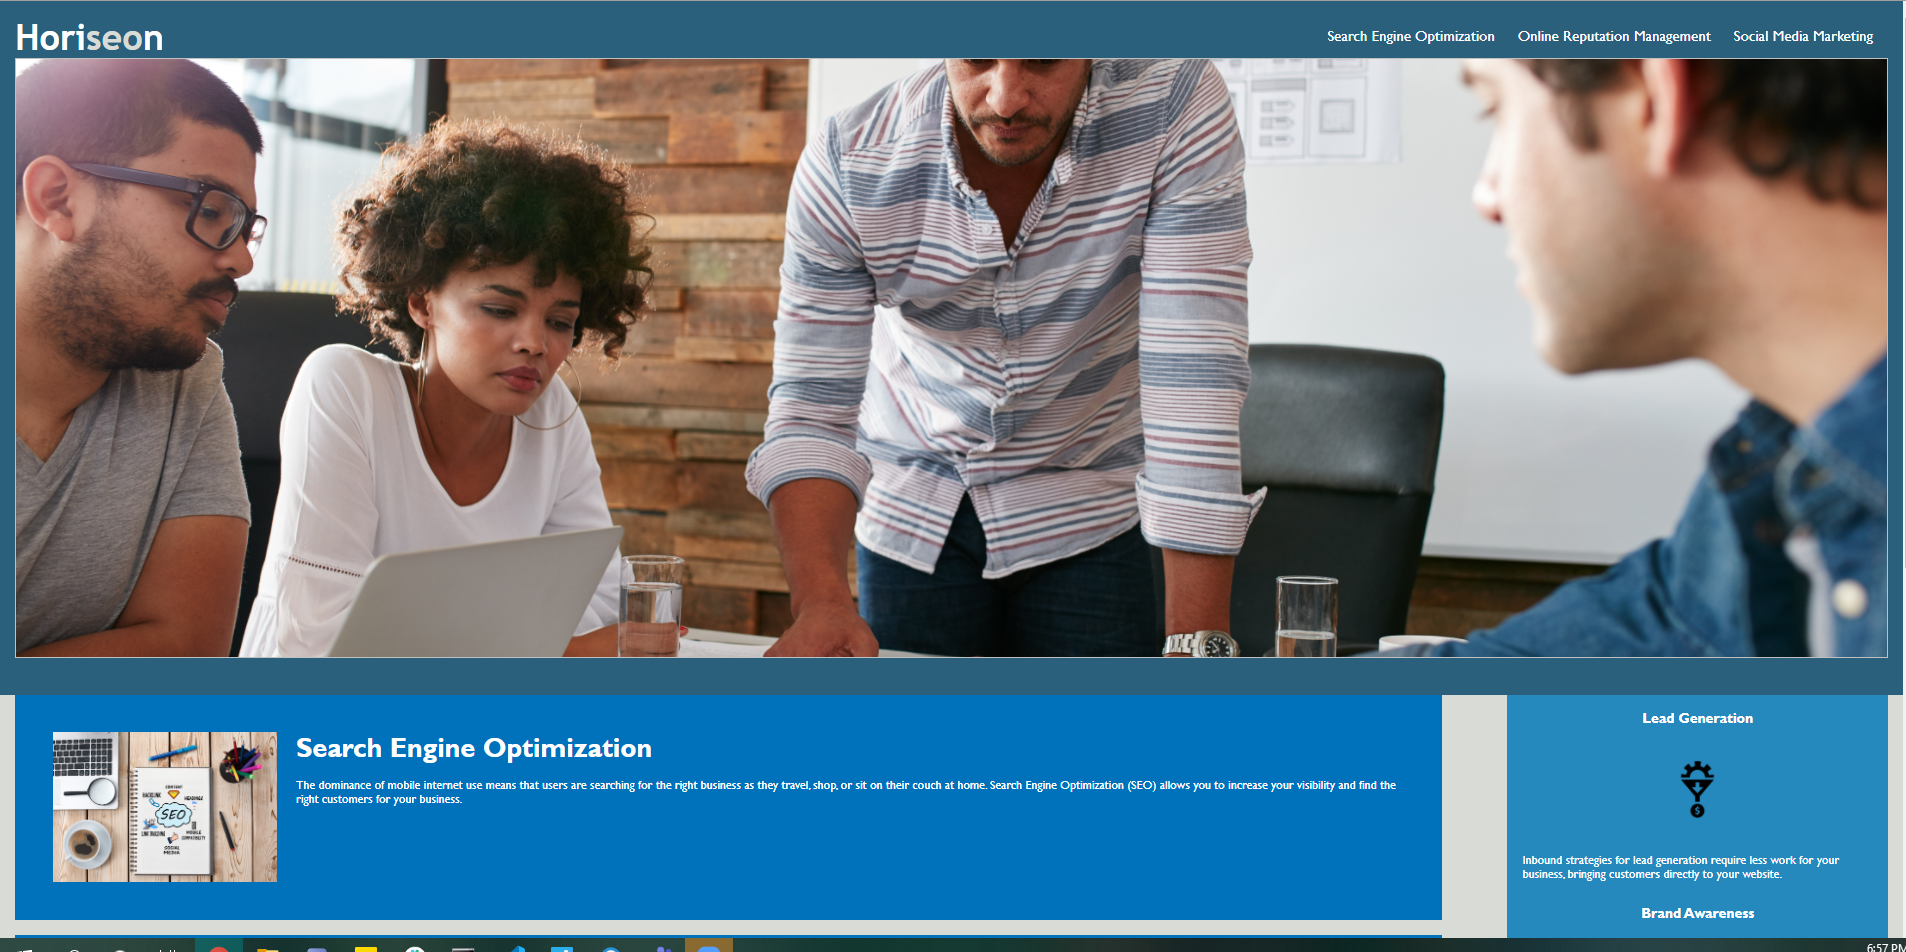 Horiseon
Search Engine Optimization
Online Reputation Management
Social Media Marketing
Search Engine Optimization
The dominance of mobile internet use means that users are searching for the right business as they travel, shop, or sit on their couch at home. Search Engine Optimization (SEO) allows you to increase your visibility and find the
right customers for your business.
SEO
SOCIAL
MEDIA
Lead Generation
Inbound strategies for lead generation require less work for your
business, bringing customers directly to your website.
Brand Awareness
6:57 PM